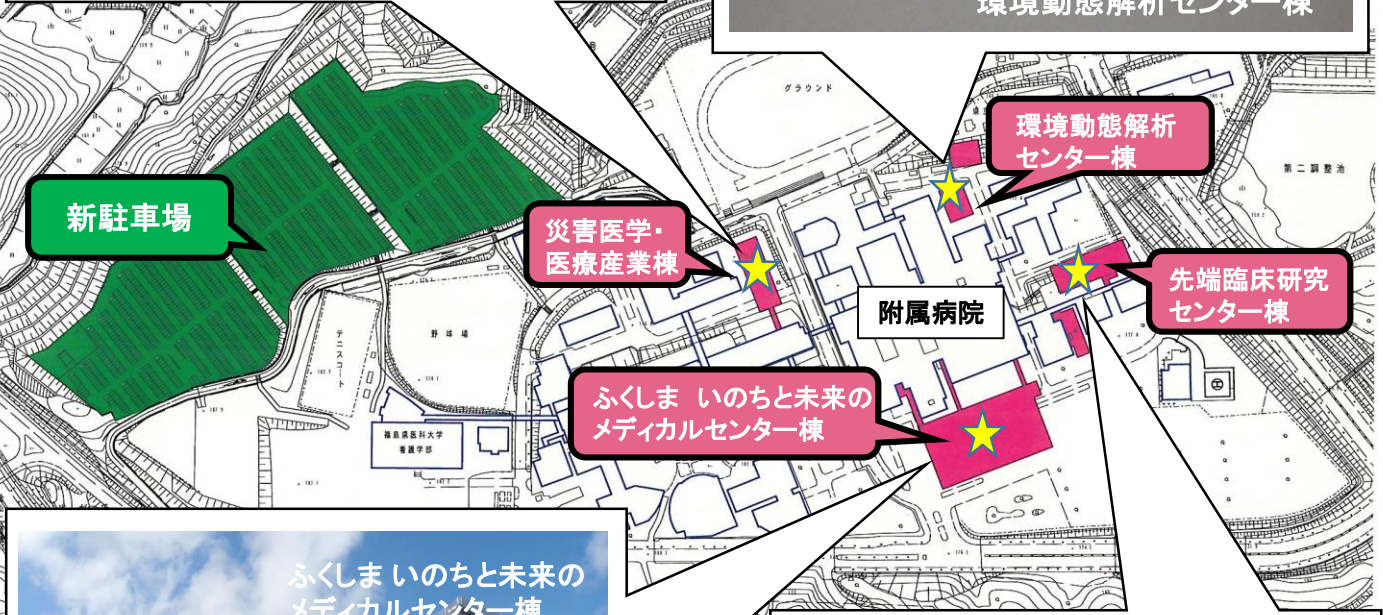 環境動態解析センター棟
グラウンド
環境動態解析
センター棟
第二調整池
新駐車場
災害医学・
医療産業棟
先端臨床研究
センター棟
附属病院
テニスコート
野球場
ふくしま いのちと未来の
メディカルセンター棟
福島県医科大学
看護学部
H
ふくしま いのちと未来の
メディカルセンター棟